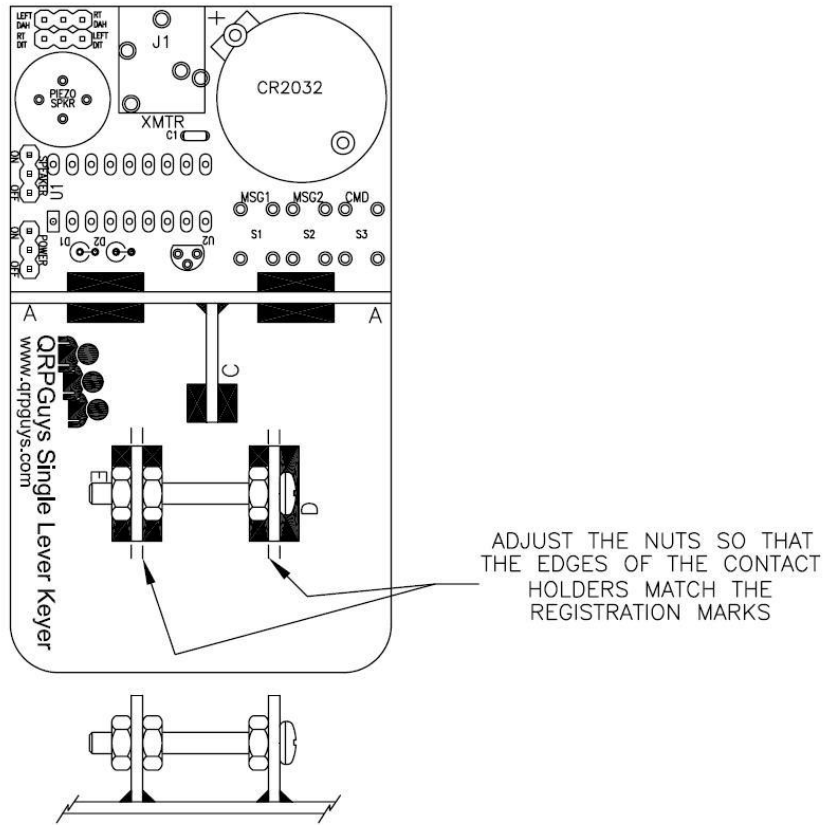 LEFT DAH
RT DAH
RT DIT
LEFT DIT
J1
+
CR2032
PIEZO
SPKR
XMTR
C1
ON
SPEAKER
OFF
U1
MSG1 MSG2 CMD
S1 S2 S3
ON
POWER
OFF
D1 D2 U2
A A
C
QRPGuys Single Lever Keyer
www.qrpguys.com
E
D
ADJUST THE NUTS SO THAT
THE EDGES OF THE CONTACT
HOLDERS MATCH THE
REGISTRATION MARKS